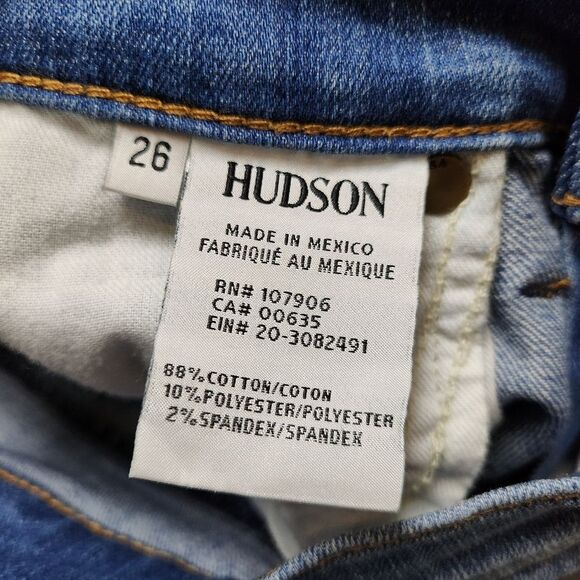 26
HUDSON
MADE IN MEXICO
FABRIQUÉ AU MEXIQUE
RN# 107906
CA# 00635
EIN# 20-3082491
88% COTTON/COTON
10% POLYESTER/POLYESTER
2% SPANDEX/SPANDEX